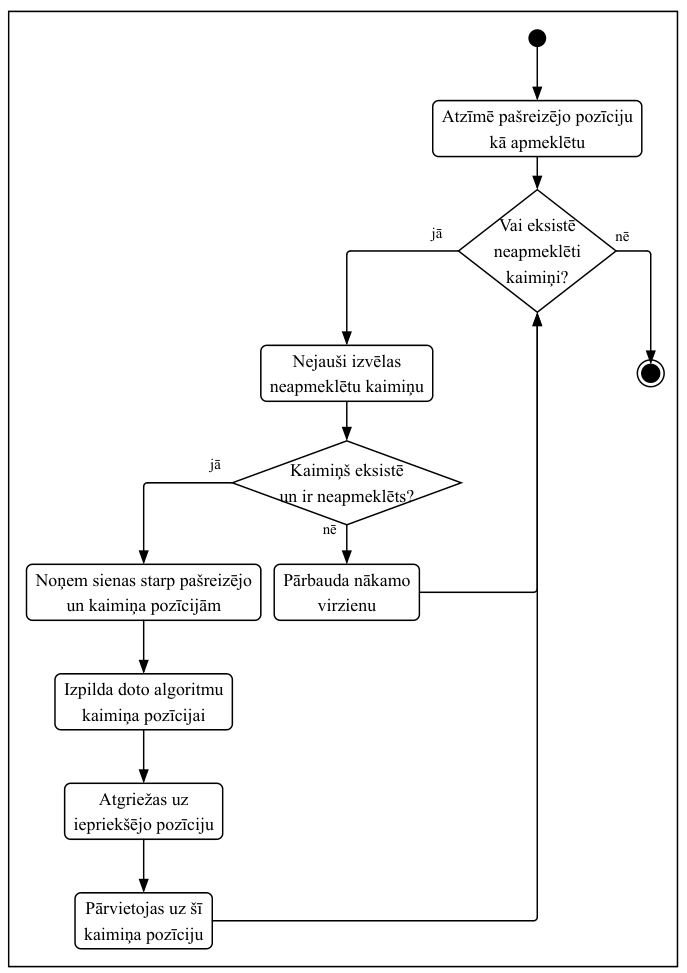 Atzīmē pašreizējo pozīciju
kā apmeklētu
Vai eksistē
neapmeklēti
kaimiņi?
jā
nē
Nejauši izvēlas
neapmeklētu kaimiņu
Kaimiņš eksistē
un ir neapmeklēts?
jā
nē
Noņem sienas starp pašreizējo
un kaimiņa pozīcijām
Pārbauda nākamo
virzienu
Izpilda doto algoritmu
kaimiņa pozīcijai
Atgriežas uz
iepriekšējo pozīciju
Pārvietojas uz šī
kaimiņa pozīciju